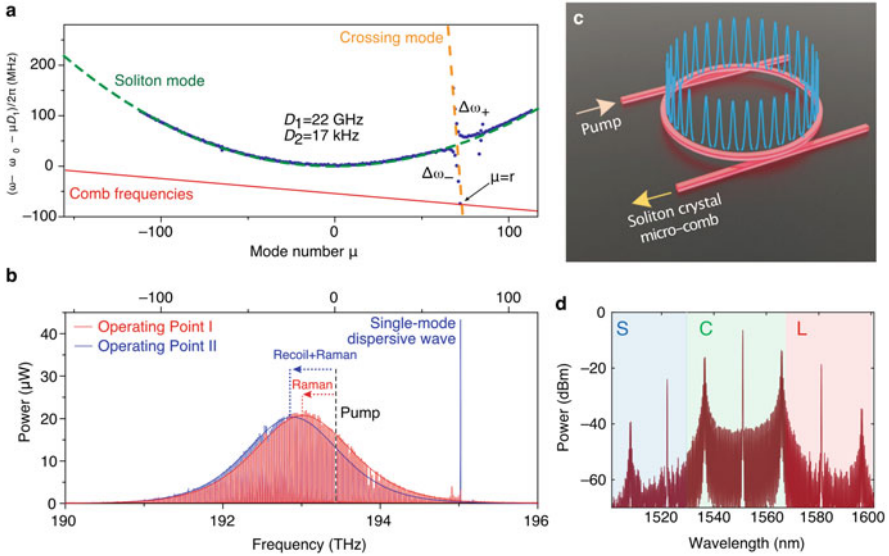 a
(ω− ω₀ − μD₁)/2π (MHz)
200
100
0
−100
Soliton mode
Crossing mode
D₁=22 GHz
D₂=17 kHz
Δω₊
Δω₋
μ=r
Comb frequencies
−100
0
100
Mode number μ
b
−100
0
100
Power (μW)
40
30
20
10
0
Operating Point I
Operating Point II
Single-mode
dispersive wave
Recoil+Raman
Raman
Pump
190
192
194
196
Frequency (THz)
c
Pump
Soliton crystal
micro-comb
d
Power (dBm)
0
−20
−40
−60
S
C
L
1520
1540
1560
1580
1600
Wavelength (nm)